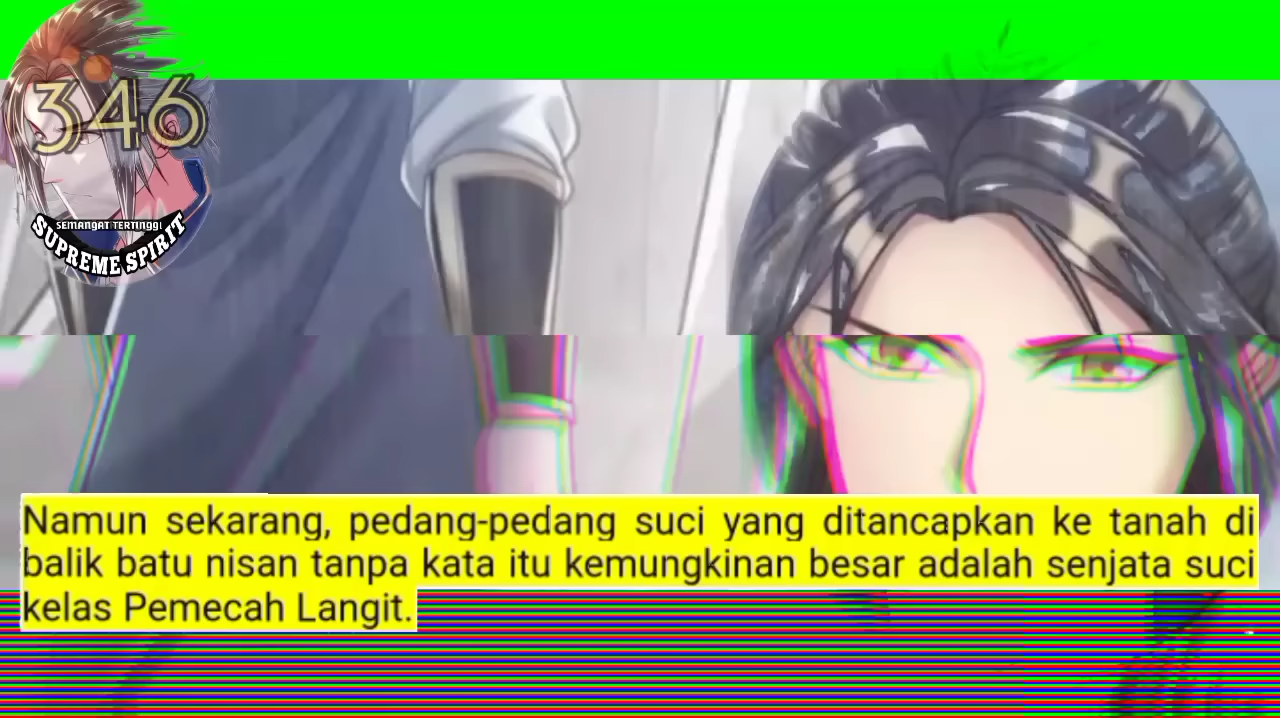 346
SEMANGAT TERTINGGI
SUPREME SPIRIT
Namun sekarang, pedang-pedang suci yang ditancapkan ke tanah di
balik batu nisan tanpa kata itu kemungkinan besar adalah senjata suci
kelas Pemecah Langit.